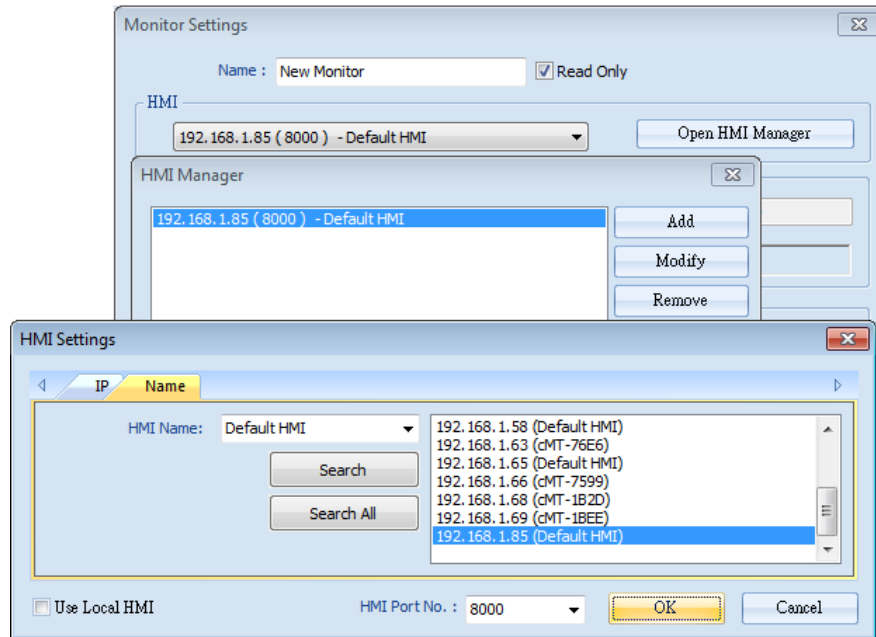 Monitor Settings
Name : New Monitor Read Only
HMI
192.168.1.85 ( 8000 ) - Default HMI Open HMI Manager
HMI Manager
192.168.1.85 ( 8000 ) - Default HMI Add
Modify
Remove
HMI Settings
IP Name
HMI Name: Default HMI
Search
Search All
192.168.1.58 (Default HMI)
192.168.1.63 (cMT-76E6)
192.168.1.65 (Default HMI)
192.168.1.66 (cMT-7599)
192.168.1.68 (cMT-1B2D)
192.168.1.69 (cMT-1BEE)
192.168.1.85 (Default HMI)
Use Local HMI HMI Port No. : 8000 OK Cancel